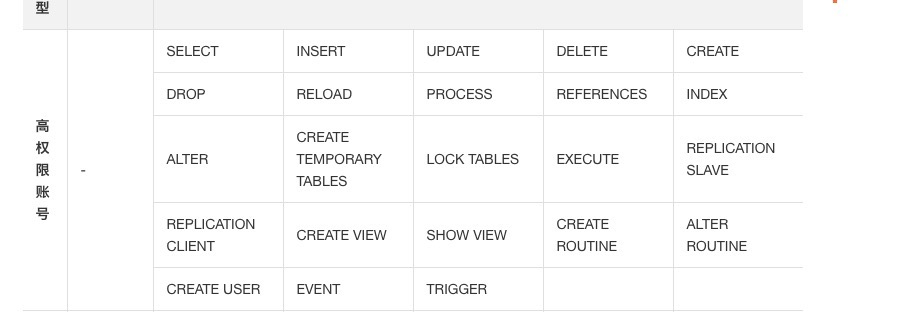 型
SELECT INSERT UPDATE DELETE CREATE
DROP RELOAD PROCESS REFERENCES INDEX
高
权
限
账
号
-
ALTER
CREATE
TEMPORARY
TABLES
LOCK TABLES
EXECUTE
REPLICATION
SLAVE
REPLICATION
CLIENT
CREATE VIEW
SHOW VIEW
CREATE
ROUTINE
ALTER
ROUTINE
CREATE USER EVENT TRIGGER